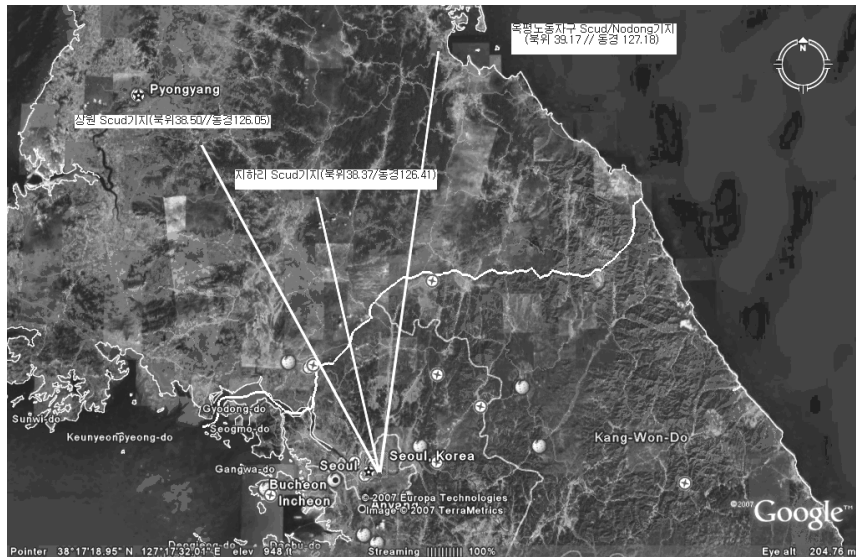 옥평노동자구 Scud/Nodong기지
(북위 39.17 // 동경 127.18)
N
Pyongyang
상원 Scud기지(북위38.50//동경126.05)
지하리 Scud기지(북위38.37/동경126.41)
Gyodong-do
Sunwi-do
Seogmo-do
Keunyeonpyeong-do
Kang-Won-Do
Gangwa-do
Seoul
Seoul, Korea
Bucheon
Incheon
© 2007 Europa Technologies
Image © 2007 TerraMetrics
Anyang
©2007 Google™
Pointer 38°17'18.95" N 127°17'32.01" E elev 948 ft Streaming |||||||||| 100% Eye alt 204.76 m